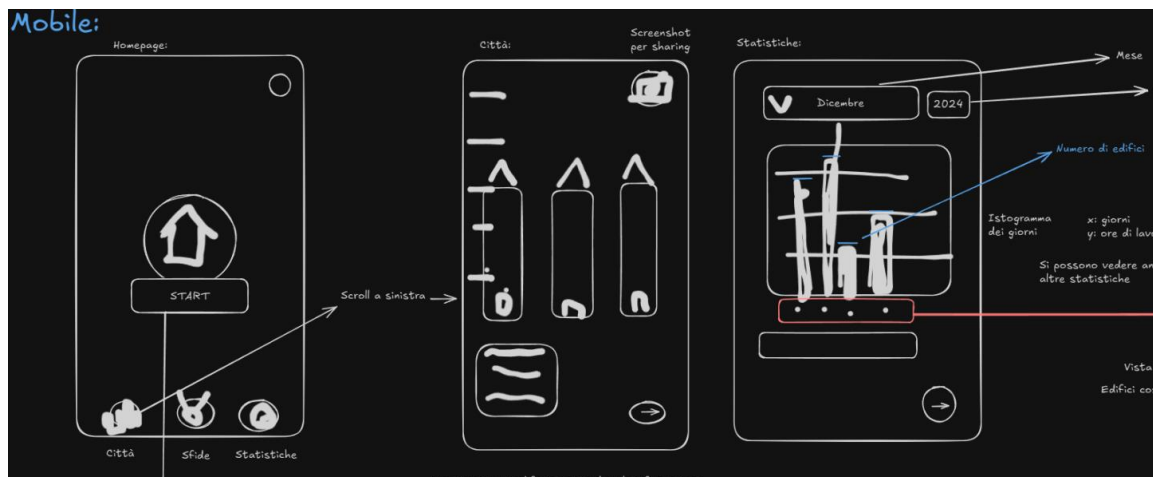 Mobile:
Homepage:
START
Città
Sfide
Statistiche
Scroll a sinistra
Città:
Screenshot
per sharing
Statistiche:
Dicembre
2024
Mese
Numero di edifici
Istogramma
dei giorni
x: giorni
y: ore di lav
Si possono vedere an
altre statistiche
Vista
Edifici cos